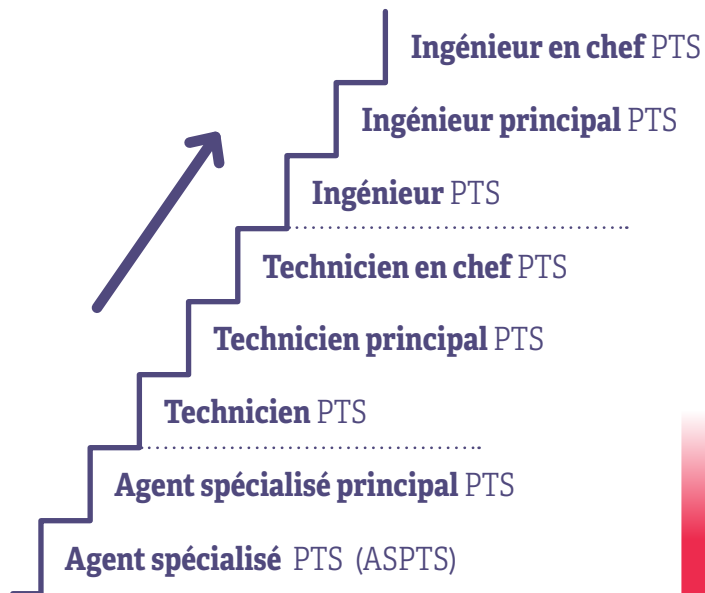 Ingénieur en chef PTS
Ingénieur principal PTS
Ingénieur PTS
Technicien en chef PTS
Technicien principal PTS
Technicien PTS
Agent spécialisé principal PTS
Agent spécialisé PTS (ASPTS)